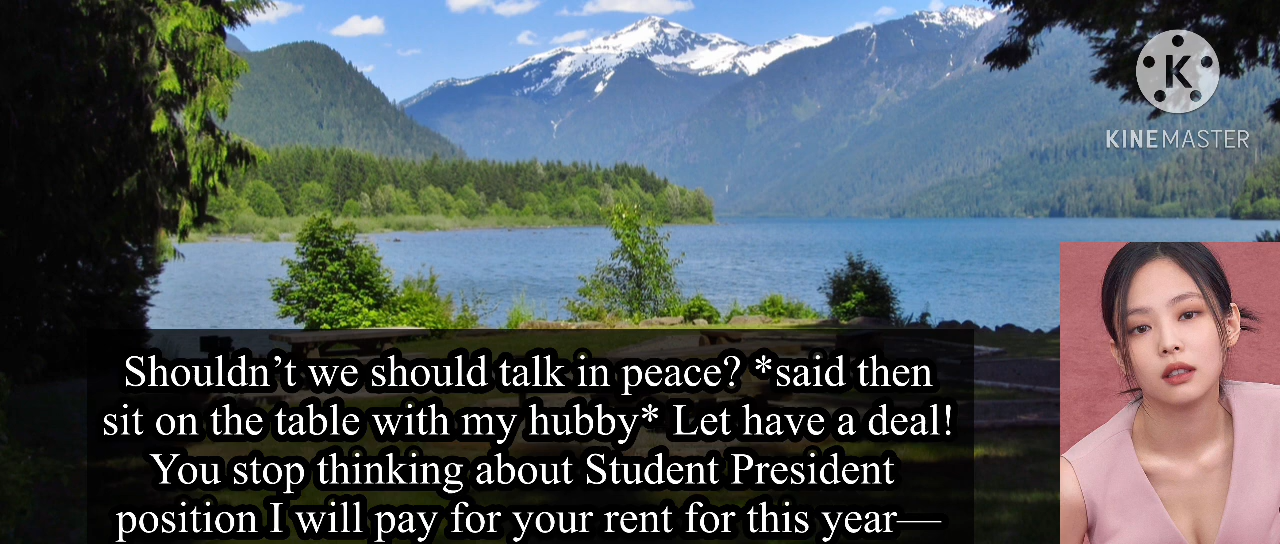 K
KINEMASTER
Shouldn’t we should talk in peace? *said then
sit on the table with my hubby* Let have a deal!
You stop thinking about Student President
position I will pay for your rent for this year—